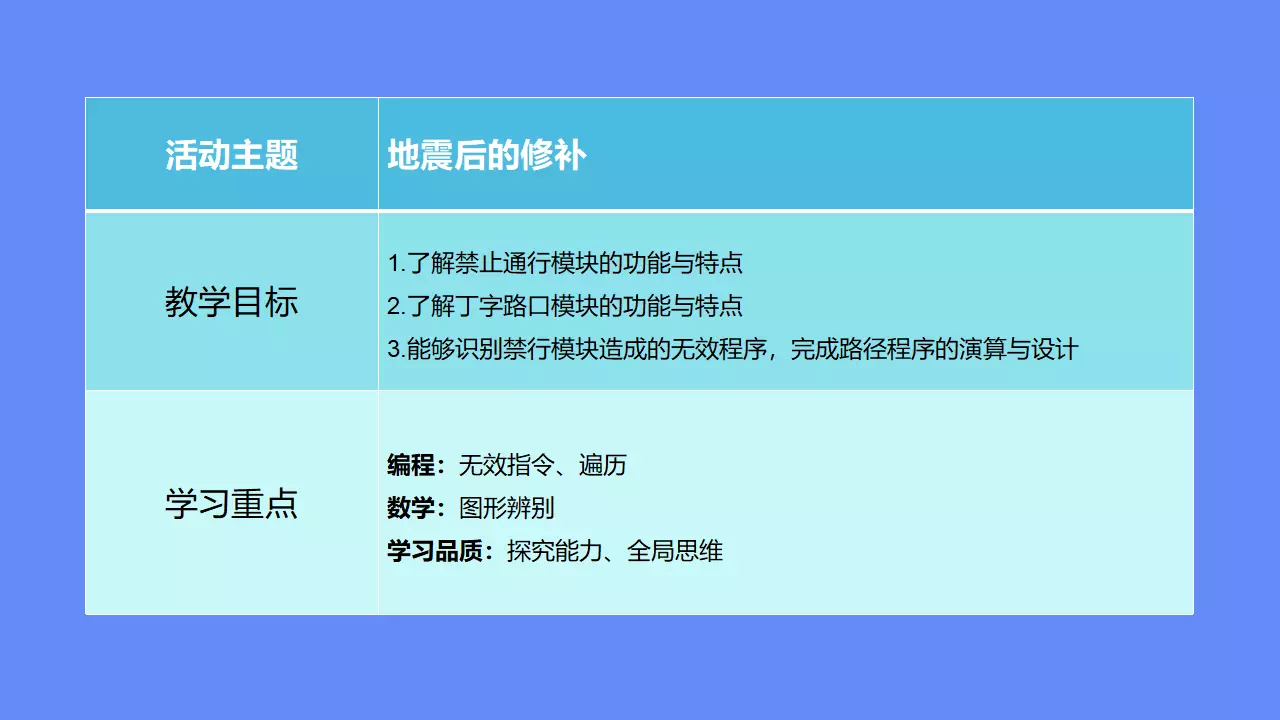 活动主题
地震后的修补
教学目标
1.了解禁止通行模块的功能与特点
2.了解丁字路口模块的功能与特点
3.能够识别禁行模块造成的无效程序，完成路径程序的演算与设计
学习重点
编程：无效指令、遍历
数学：图形辨别
学习品质：探究能力、全局思维